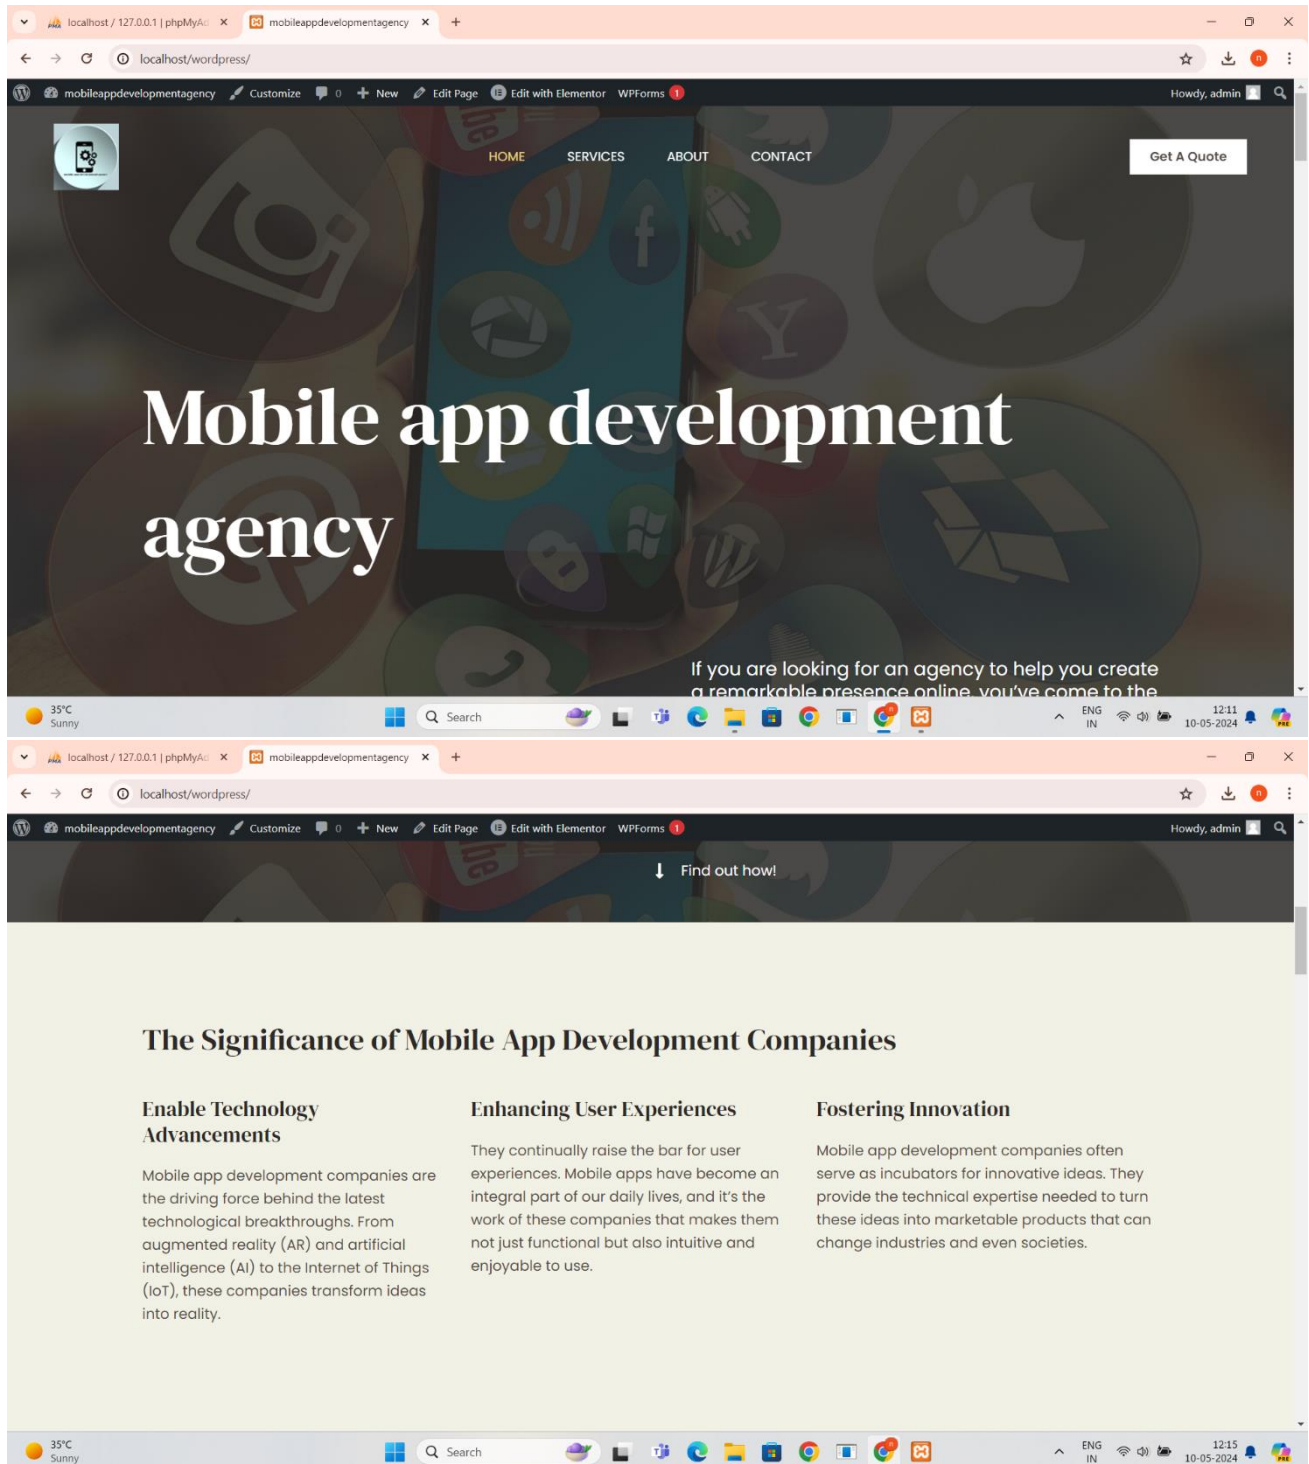 localhost / 127.0.0.1 | phpMyAd
mobileappdevelopmentagency
localhost/wordpress/
mobileappdevelopmentagency Customize 0 New Edit Page Edit with Elementor WPForms 1 Howdy, admin
HOME SERVICES ABOUT CONTACT
Get A Quote
Mobile app development
agency
If you are looking for an agency to help you create
a remarkable presence online, you've come to the
35°C
Sunny
Search
ENG
IN
12:11
10-05-2024
localhost / 127.0.0.1 | phpMyAd
mobileappdevelopmentagency
localhost/wordpress/
mobileappdevelopmentagency Customize 0 New Edit Page Edit with Elementor WPForms 1 Howdy, admin
Find out how!
The Significance of Mobile App Development Companies
Enable Technology
Advancements
Mobile app development companies are
the driving force behind the latest
technological breakthroughs. From
augmented reality (AR) and artificial
intelligence (AI) to the Internet of Things
(IoT), these companies transform ideas
into reality.
Enhancing User Experiences
They continually raise the bar for user
experiences. Mobile apps have become an
integral part of our daily lives, and it's the
work of these companies that makes them
not just functional but also intuitive and
enjoyable to use.
Fostering Innovation
Mobile app development companies often
serve as incubators for innovative ideas. They
provide the technical expertise needed to turn
these ideas into marketable products that can
change industries and even societies.
35°C
Sunny
Search
ENG
IN
12:15
10-05-2024